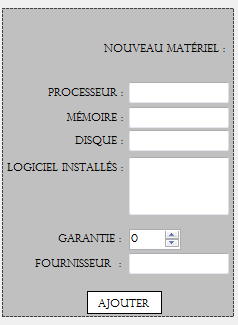 NOUVEAU MATÉRIEL :
PROCESSEUR :
MÉMOIRE :
DISQUE :
LOGICIEL INSTALLÉS :
GARANTIE : 0
FOURNISSEUR :
AJOUTER